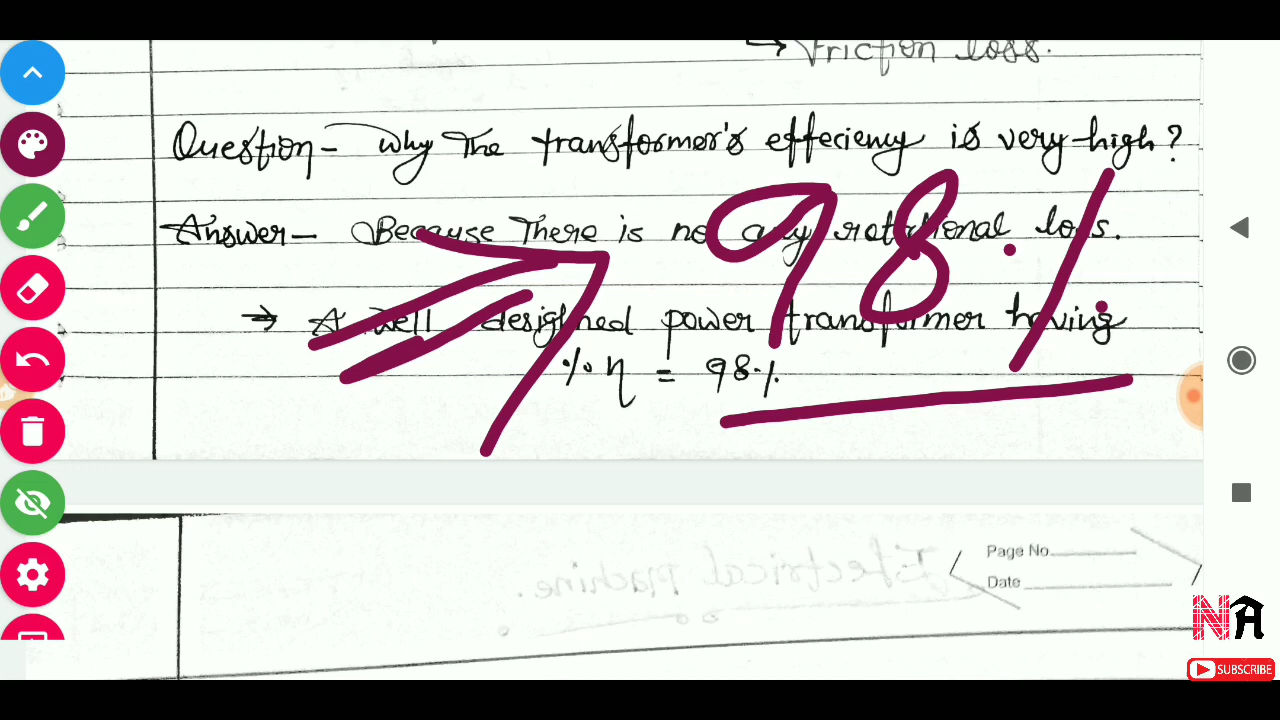 → Friction loss.
Question- why The transformer's effeciency is very high?
Answer- Because There is no any rotational loss.
→ A well designed power transformer having
% η = 98%
98%
Electrical machine.
Page No.
Date
NA
SUBSCRIBE